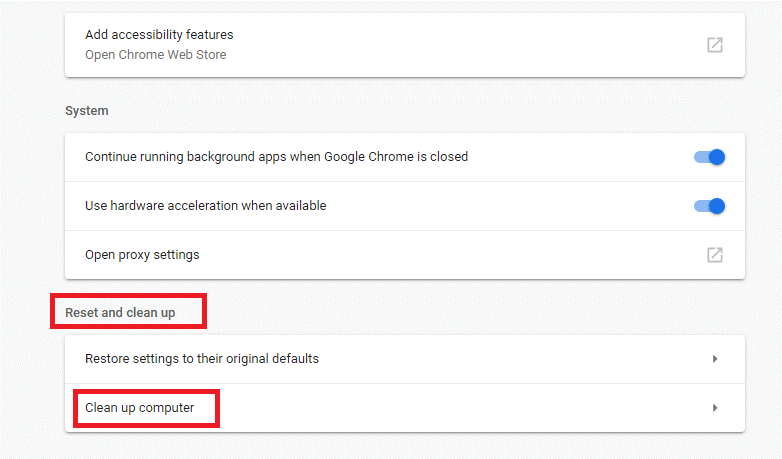 Add accessibility features
Open Chrome Web Store
System
Continue running background apps when Google Chrome is closed
Use hardware acceleration when available
Open proxy settings
Reset and clean up
Restore settings to their original defaults
Clean up computer